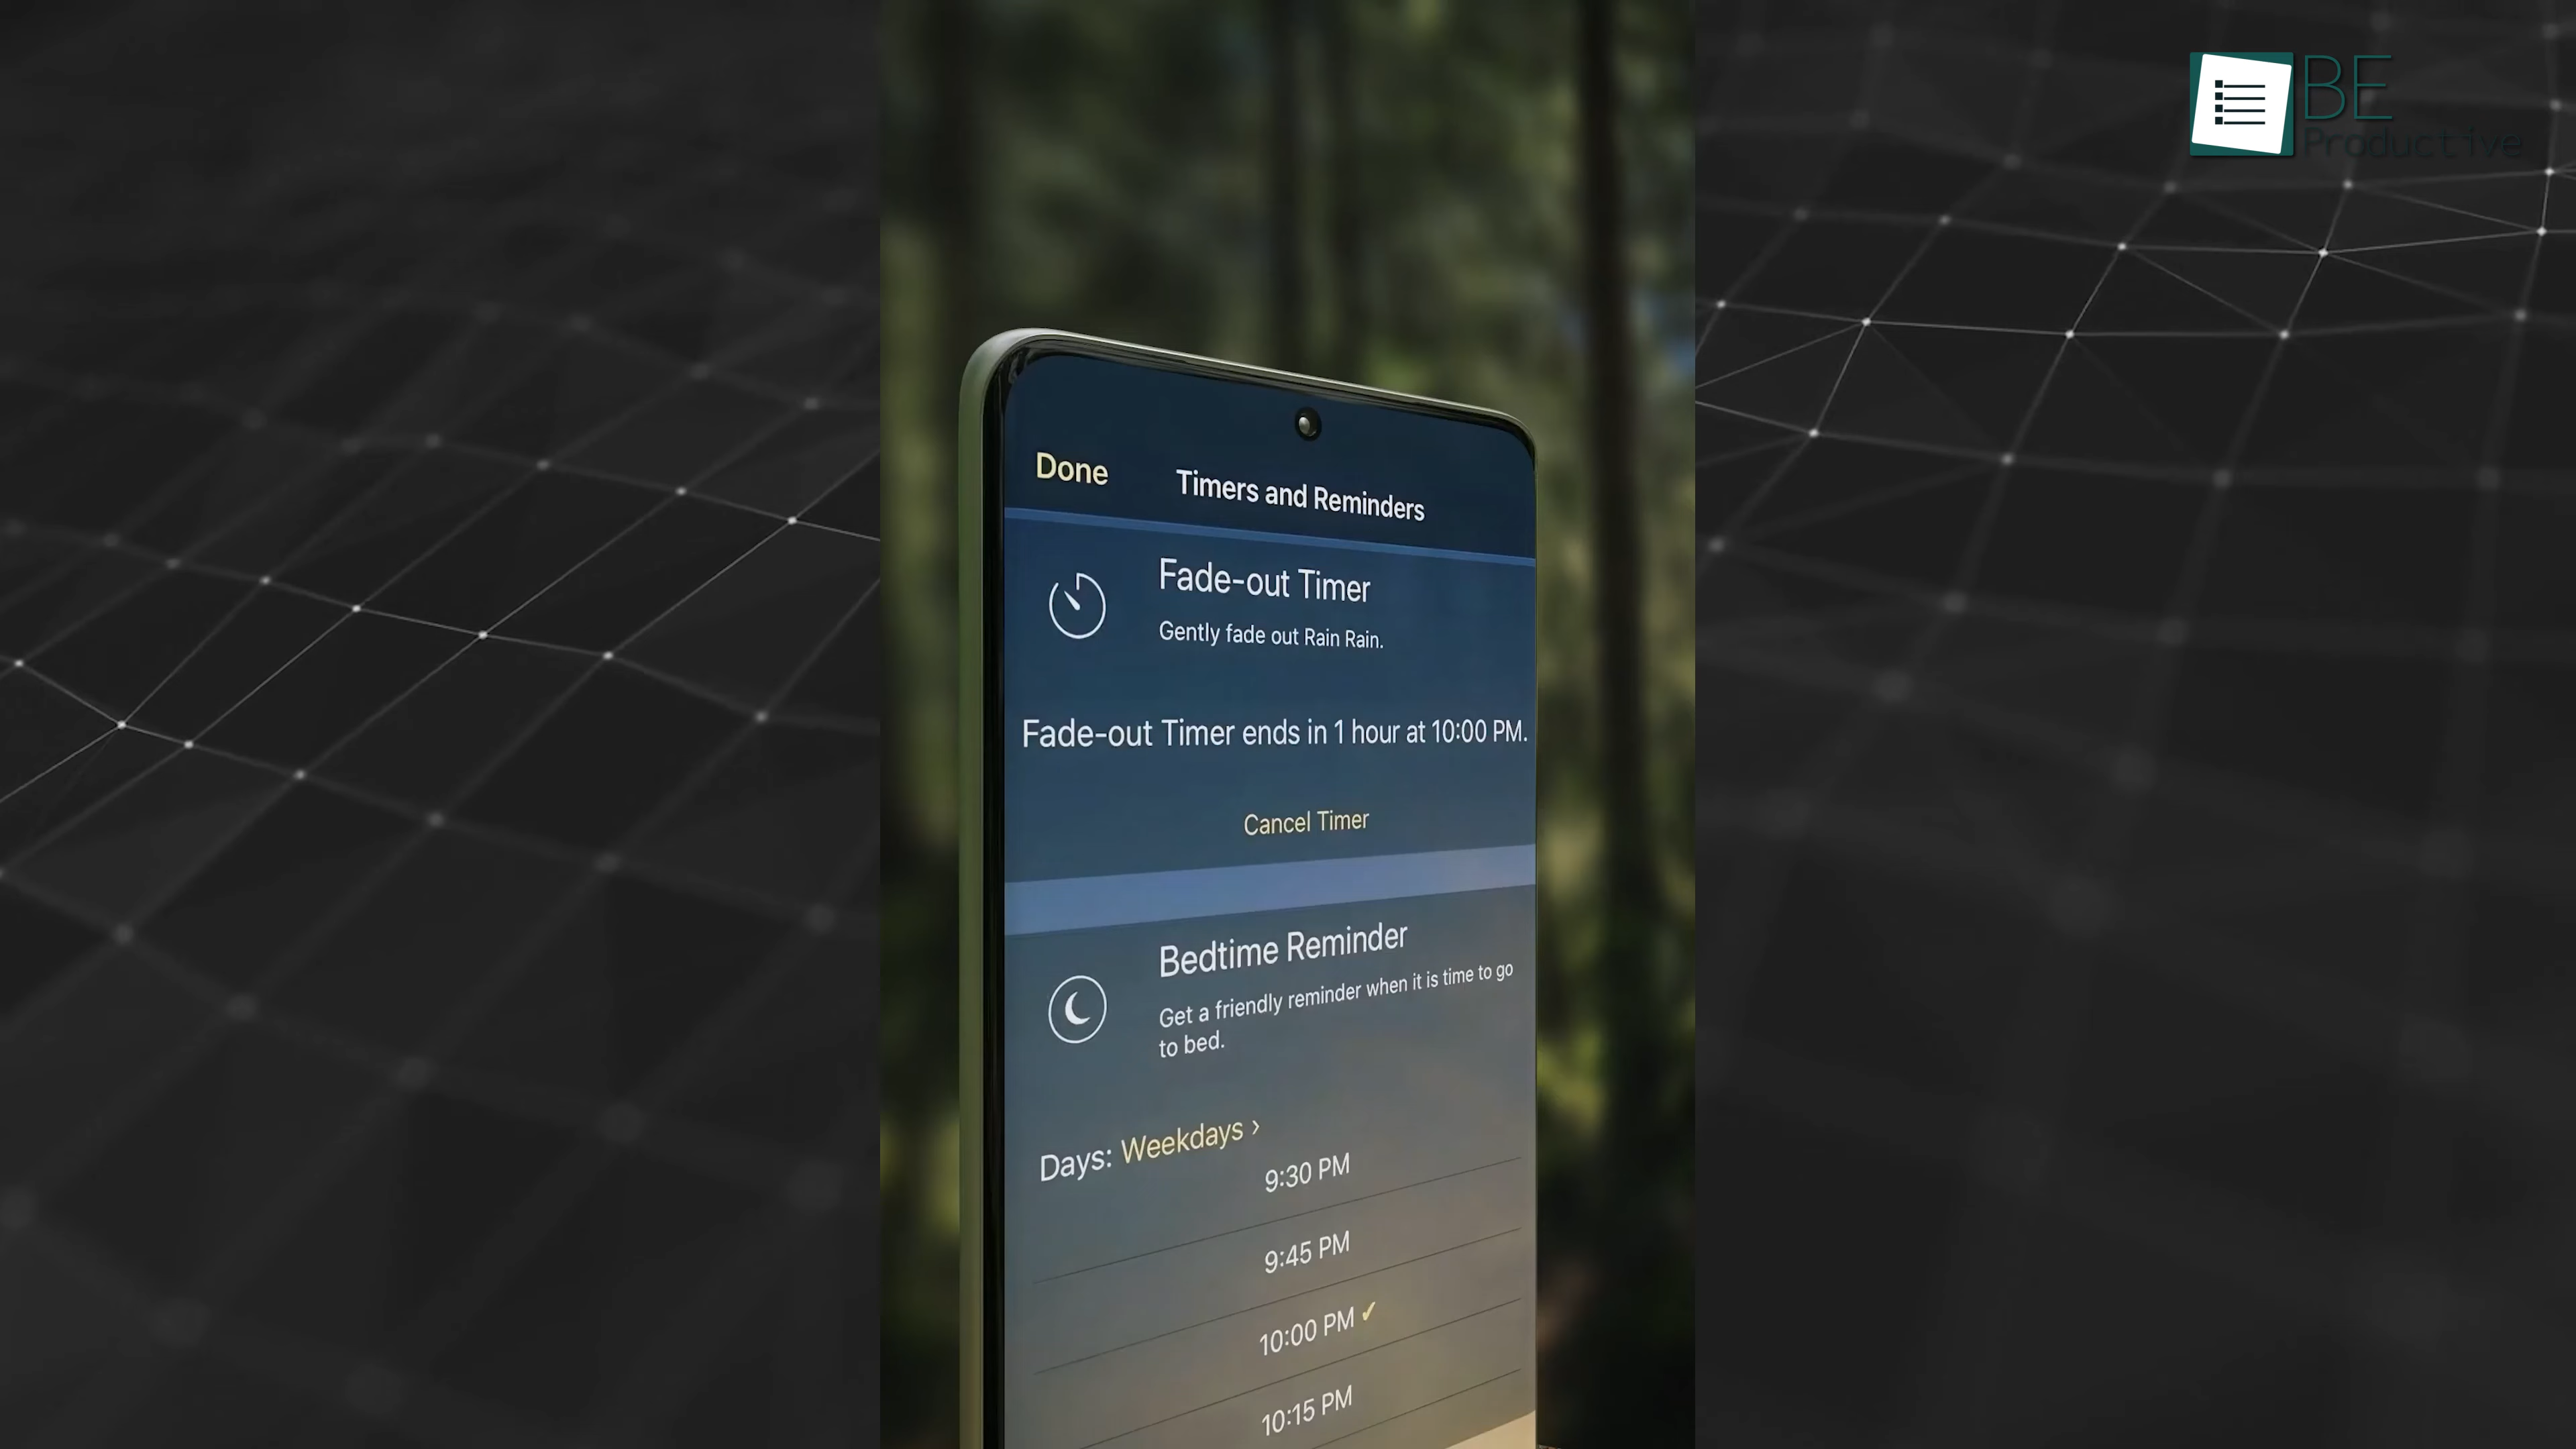 BE
Productive
Done
Timers and Reminders
Fade-out Timer
Gently fade out Rain Rain.
Fade-out Timer ends in 1 hour at 10:00 PM.
Cancel Timer
Bedtime Reminder
Get a friendly reminder when it is time to go
to bed.
Days: Weekdays ›
9:30 PM
9:45 PM
10:00 PM ✓
10:15 PM